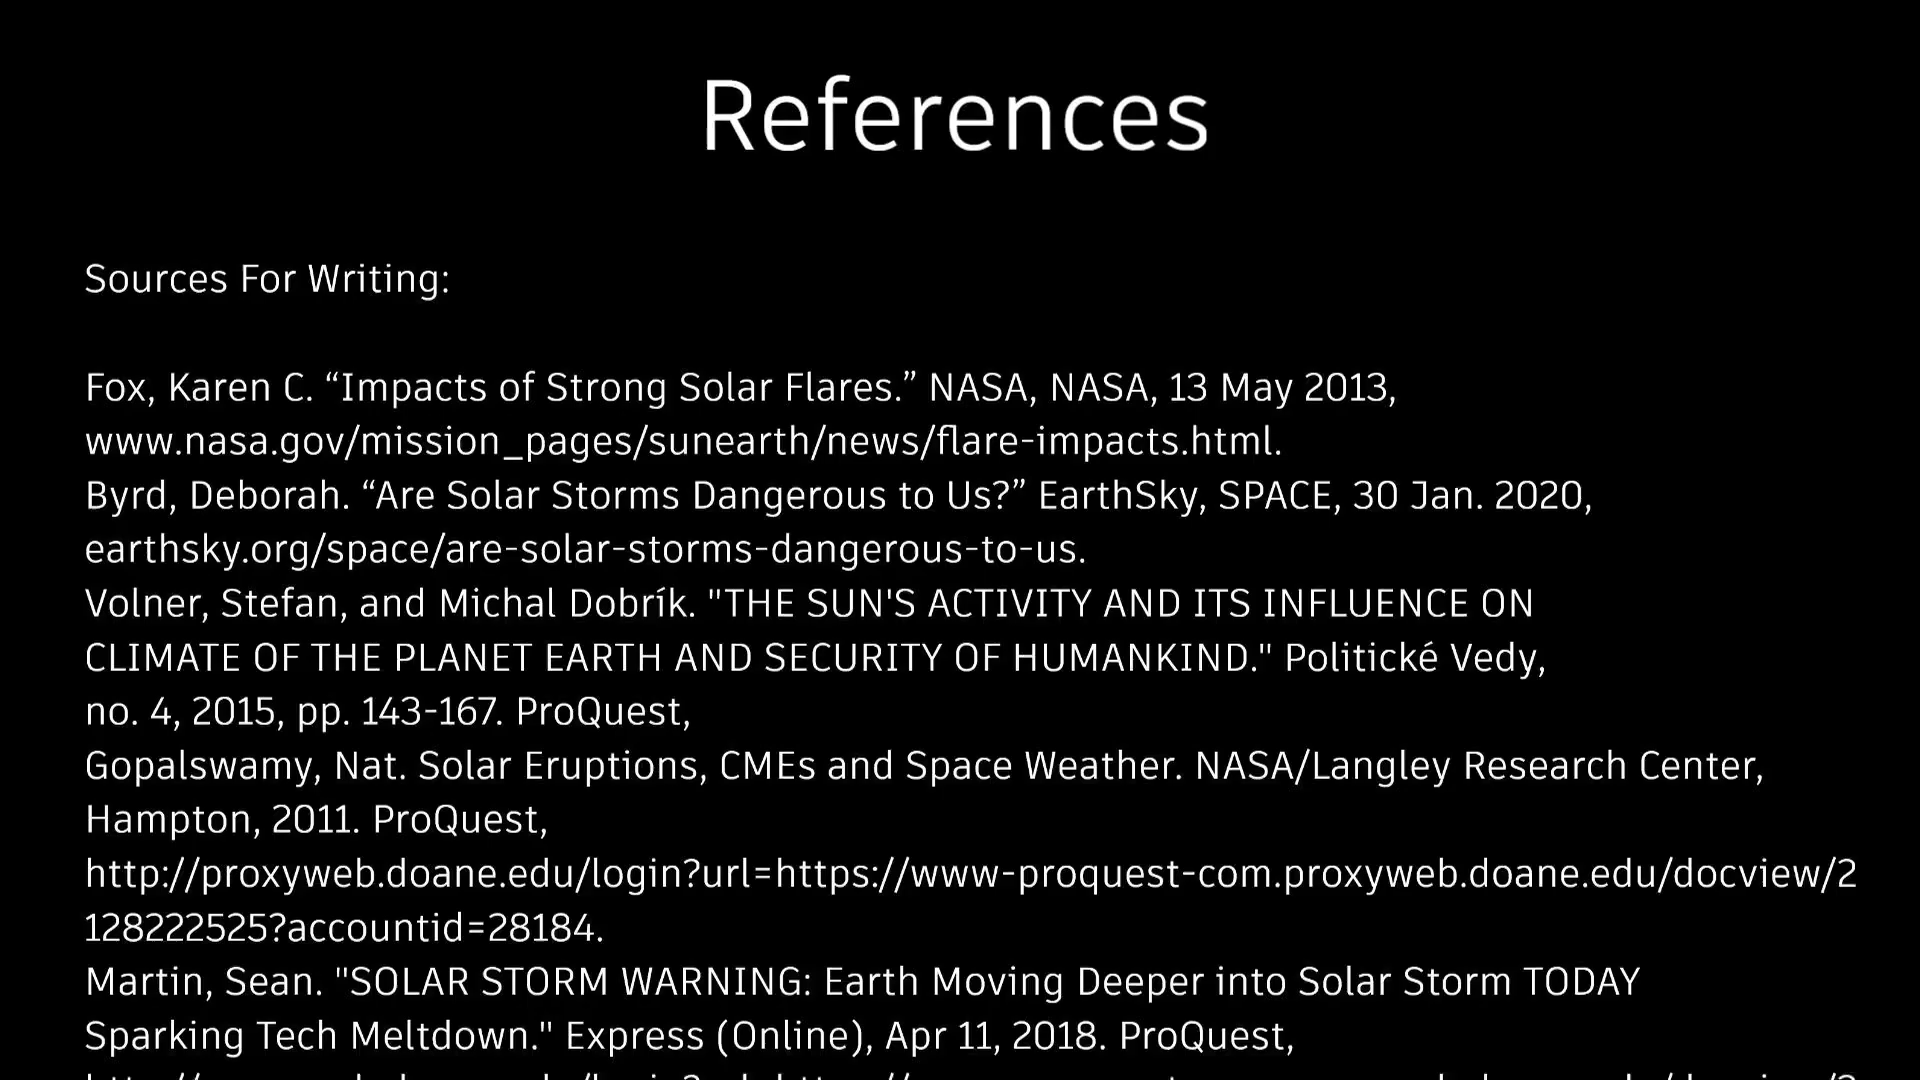 References
Sources For Writing:
Fox, Karen C. “Impacts of Strong Solar Flares.” NASA, NASA, 13 May 2013,
www.nasa.gov/mission_pages/sunearth/news/flare-impacts.html.
Byrd, Deborah. “Are Solar Storms Dangerous to Us?” EarthSky, SPACE, 30 Jan. 2020,
earthsky.org/space/are-solar-storms-dangerous-to-us.
Volner, Stefan, and Michal Dobrík. "THE SUN'S ACTIVITY AND ITS INFLUENCE ON
CLIMATE OF THE PLANET EARTH AND SECURITY OF HUMANKIND." Politické Vedy,
no. 4, 2015, pp. 143-167. ProQuest,
Gopalswamy, Nat. Solar Eruptions, CMEs and Space Weather. NASA/Langley Research Center,
Hampton, 2011. ProQuest,
http://proxyweb.doane.edu/login?url=https://www-proquest-com.proxyweb.doane.edu/docview/2
128222525?accountid=28184.
Martin, Sean. "SOLAR STORM WARNING: Earth Moving Deeper into Solar Storm TODAY
Sparking Tech Meltdown." Express (Online), Apr 11, 2018. ProQuest,